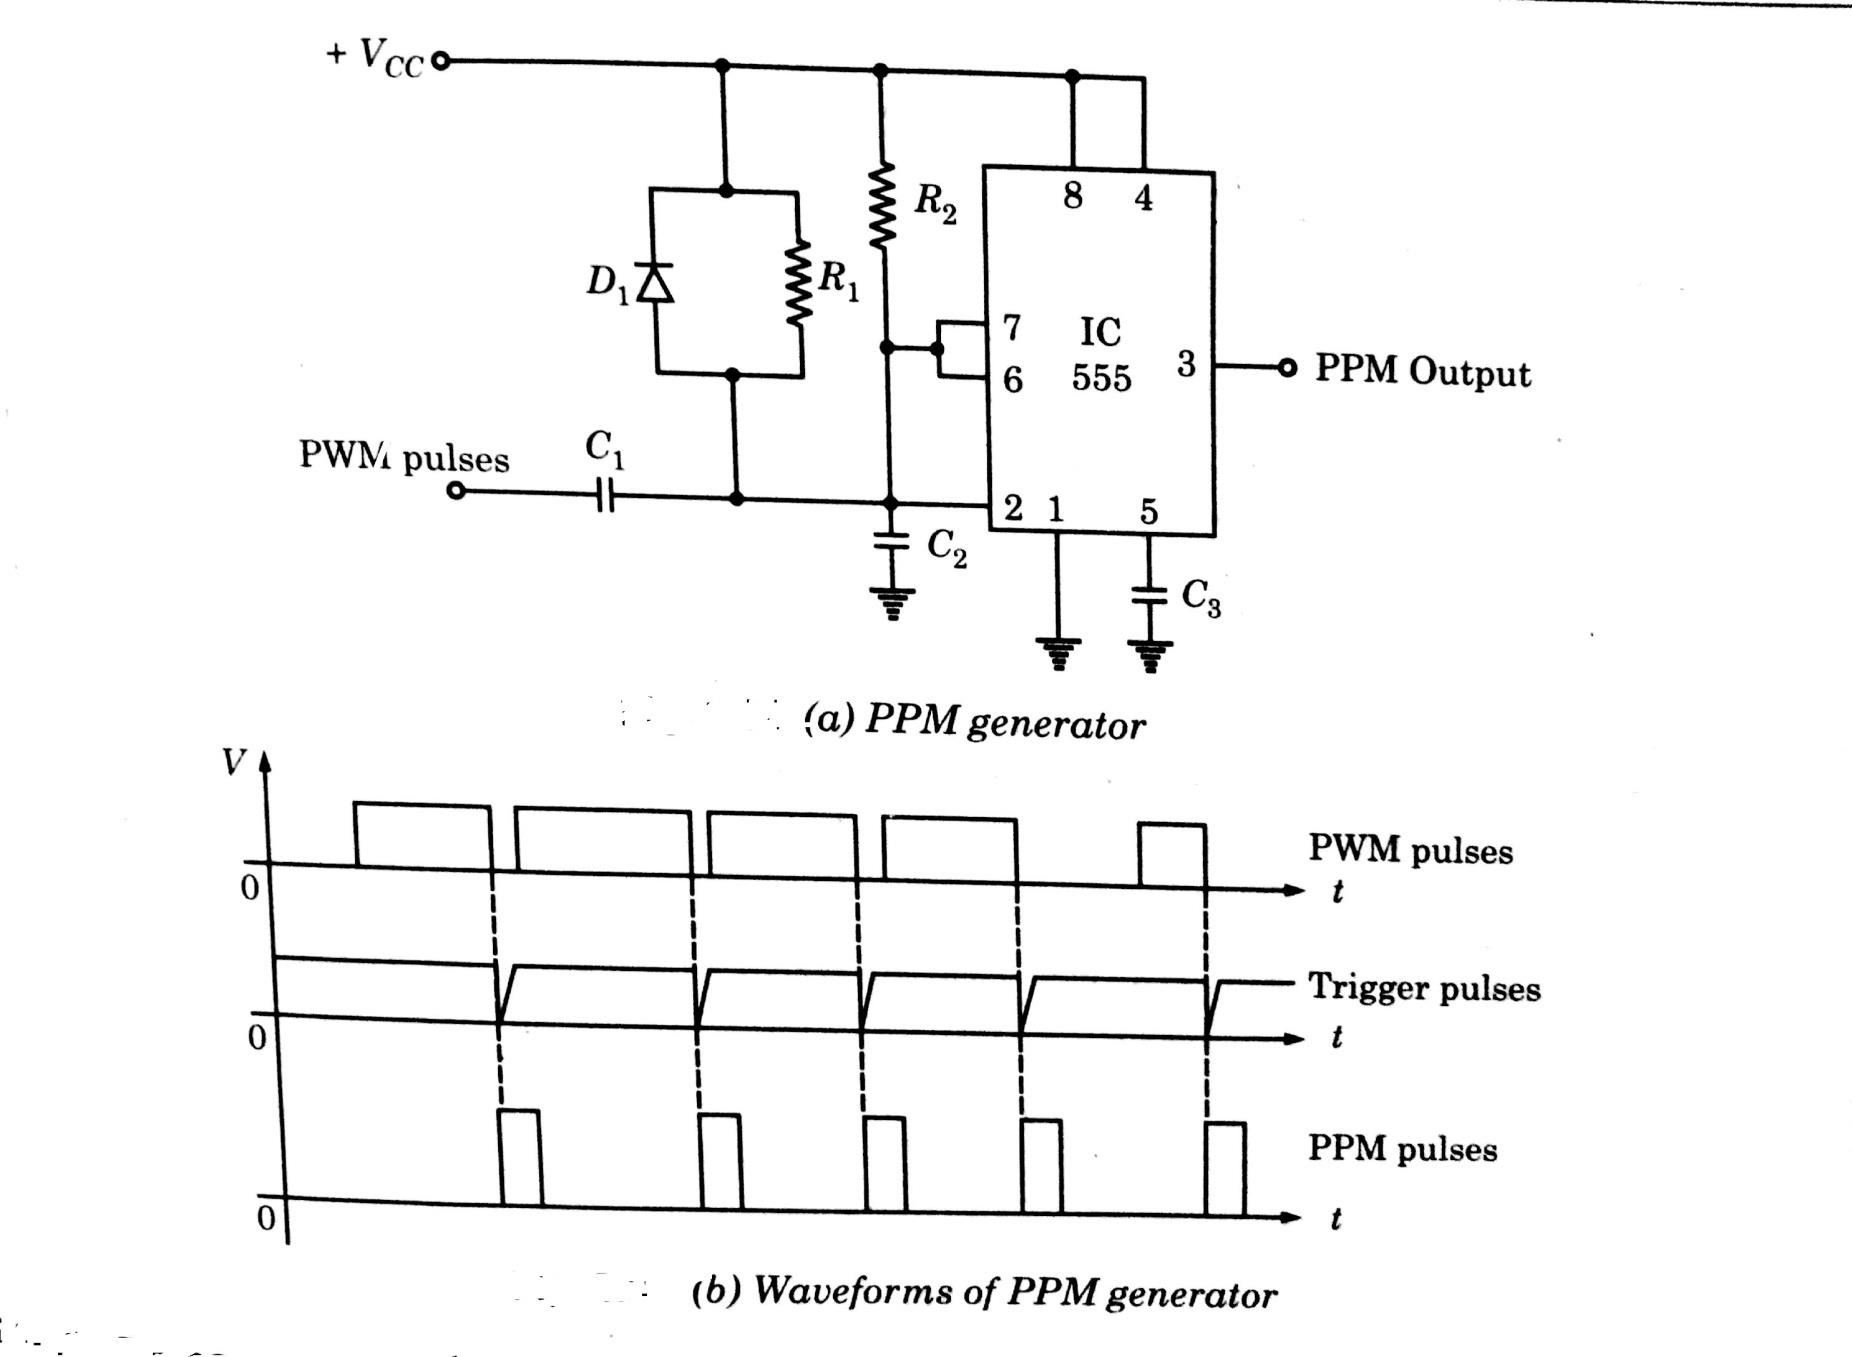 + VCC
8 4
R2
D1
R1
7 IC
6 555
3
PPM Output
PWM pulses
C1
2 1 5
C2
C3
(a) PPM generator
V
PWM pulses
0
t
Trigger pulses
0
t
PPM pulses
0
t
(b) Waveforms of PPM generator